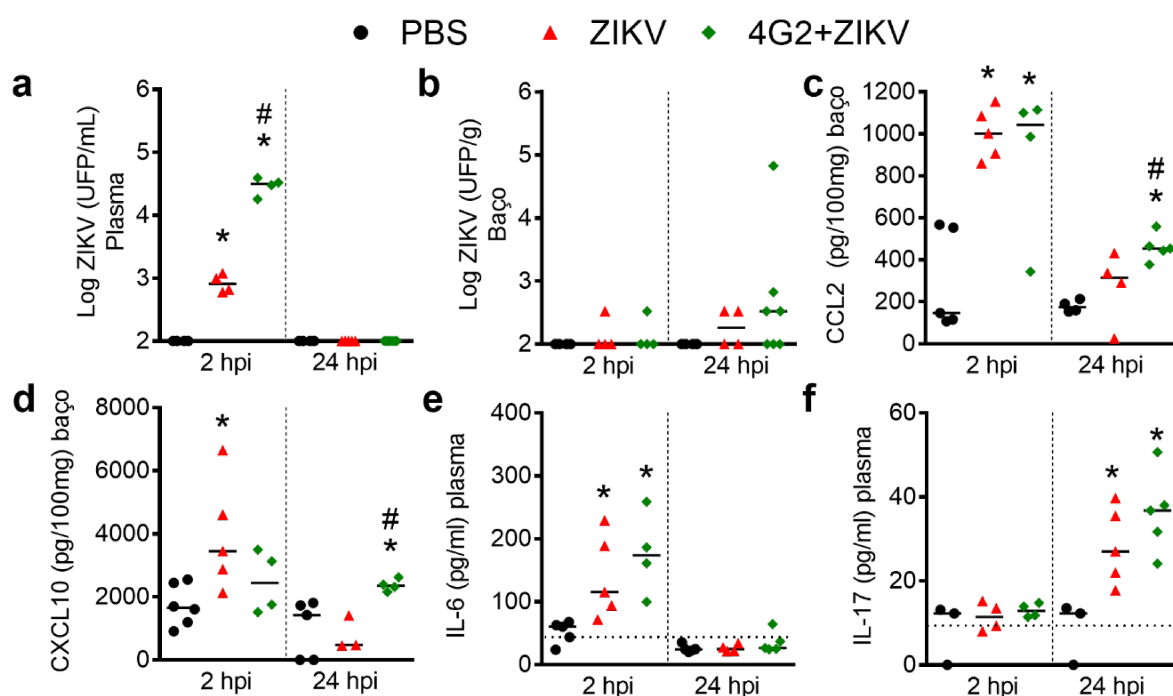 PBS ZIKV 4G2+ZIKV
a
Log ZIKV (UFP/mL)
Plasma
6
5
4
3
2
*
#
*
2 hpi 24 hpi
b
Log ZIKV (UFP/g)
Baço
6
5
4
3
2
2 hpi 24 hpi
c
CCL2 (pg/100mg) baço
1200
1000
800
600
400
200
0
* *
#
*
2 hpi 24 hpi
d
CXCL10 (pg/100mg) baço
8000
6000
4000
2000
0
*
#
*
2 hpi 24 hpi
e
IL-6 (pg/ml) plasma
400
300
200
100
0
* *
2 hpi 24 hpi
f
IL-17 (pg/ml) plasma
60
40
20
0
* *
2 hpi 24 hpi